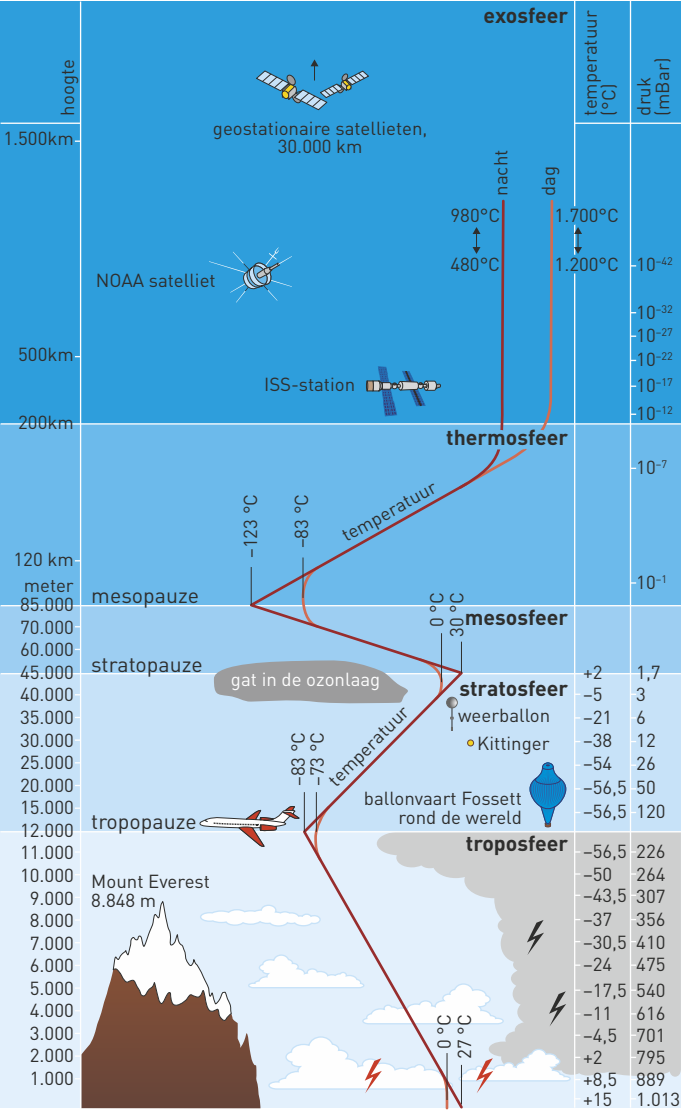 exosfeer
hoogte
temperatuur
(°C)
druk
(mBar)
geostationaire satellieten,
30.000 km
1.500km
nacht
dag
980°C
1.700°C
480°C
1.200°C
10⁻⁴²
NOAA satelliet
10⁻³²
10⁻²⁷
500km
10⁻²²
ISS-station
10⁻¹⁷
10⁻¹²
200km
thermosfeer
10⁻⁷
temperatuur
−123 °C
−83 °C
120 km
10⁻¹
meter
85.000
mesopauze
0 °C
30 °C
mesosfeer
70.000
60.000
stratopauze
45.000
+2
1,7
gat in de ozonlaag
stratosfeer
40.000
−5
3
35.000
weerballon
−21
6
temperatuur
30.000
Kittinger
−38
12
−83 °C
−73 °C
25.000
−54
26
20.000
−56,5
50
15.000
ballonvaart Fossett
rond de wereld
−56,5
120
tropopauze
12.000
troposfeer
11.000
−56,5
226
10.000
−50
264
Mount Everest
8.848 m
9.000
−43,5
307
8.000
−37
356
7.000
−30,5
410
6.000
−24
475
5.000
−17,5
540
4.000
−11
616
3.000
−4,5
701
0 °C
27 °C
2.000
+2
795
1.000
+8,5
889
+15
1.013